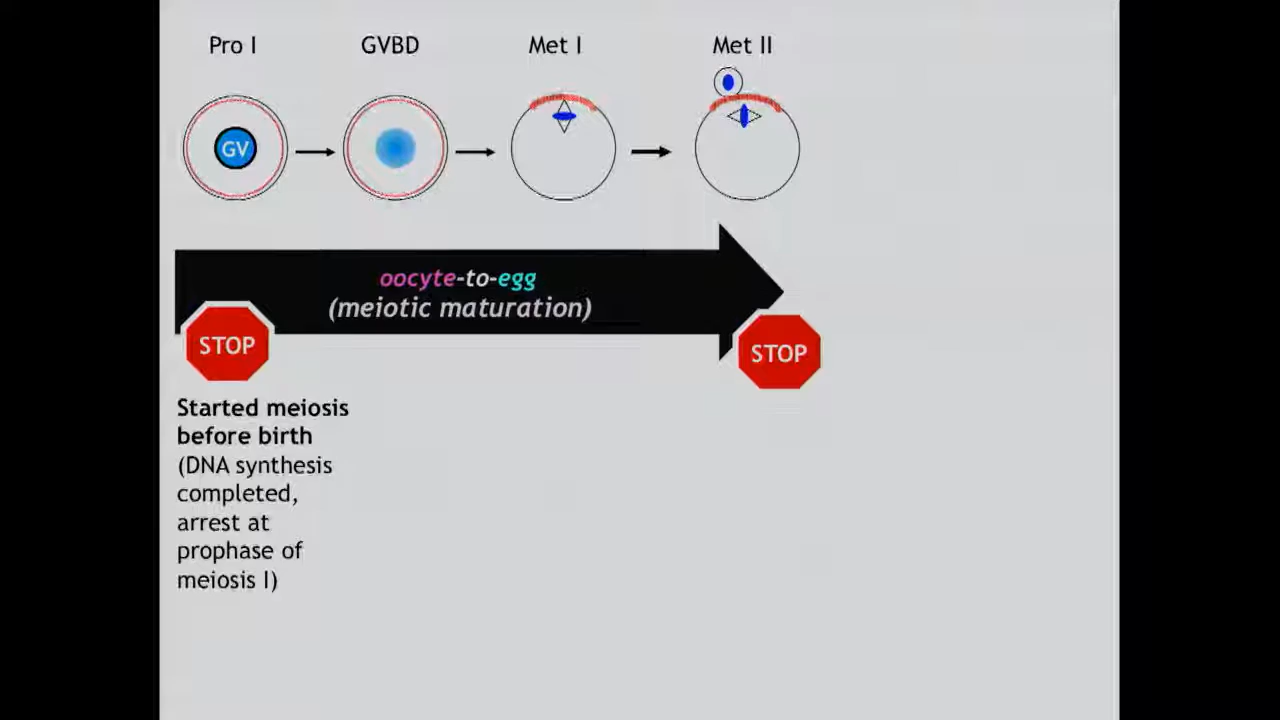 Pro I
GVBD
Met I
Met II
GV
oocyte-to-egg
(meiotic maturation)
STOP
STOP
Started meiosis
before birth
(DNA synthesis
completed,
arrest at
prophase of
meiosis I)